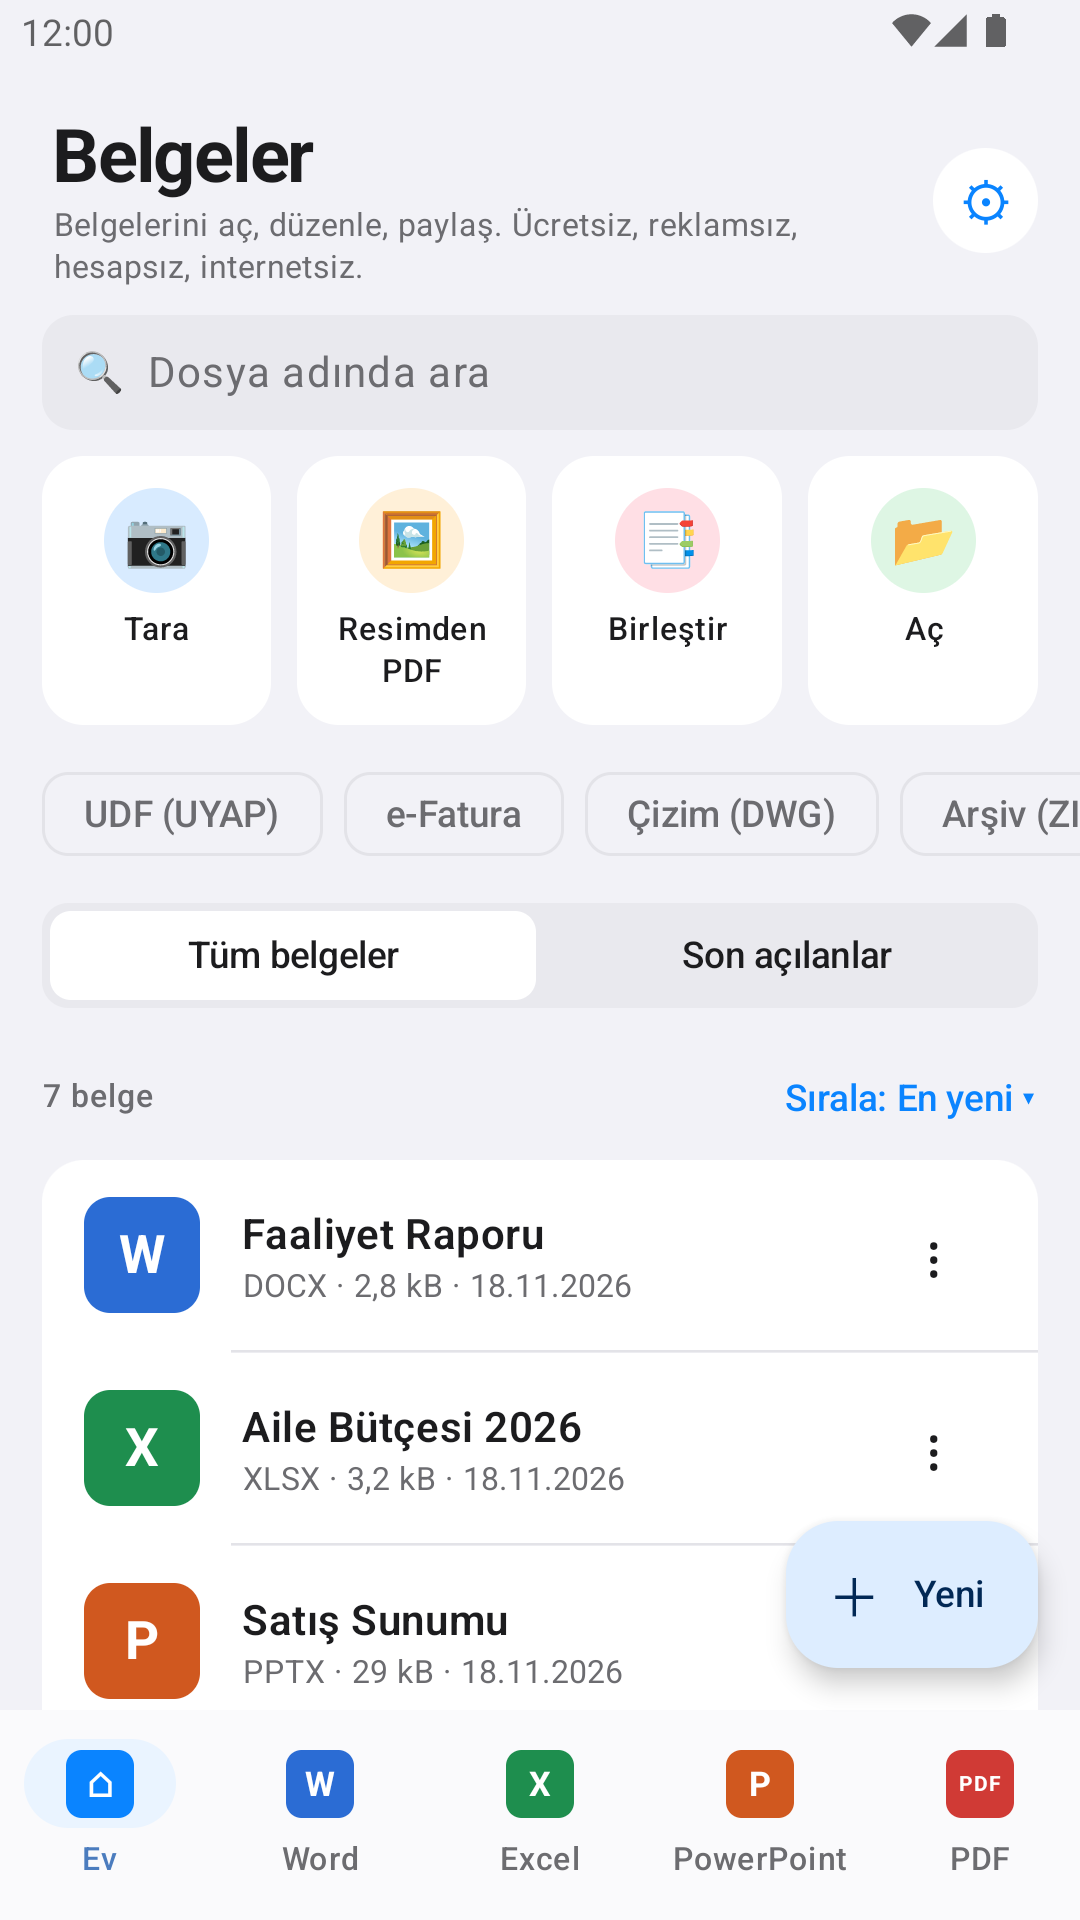 12:00
Belgeler
Belgelerini aç, düzenle, paylaş. Ücretsiz, reklamsız,
hesapsız, internetsiz.
Dosya adında ara
Tara
Resimden
PDF
Birleştir
Aç
UDF (UYAP)
e-Fatura
Çizim (DWG)
Arşiv (ZI
Tüm belgeler
Son açılanlar
7 belge
Sırala: En yeni ▾
W
Faaliyet Raporu
DOCX · 2,8 kB · 18.11.2026
X
Aile Bütçesi 2026
XLSX · 3,2 kB · 18.11.2026
P
Satış Sunumu
PPTX · 29 kB · 18.11.2026
+ Yeni
W
X
P
PDF
Ev
Word
Excel
PowerPoint
PDF